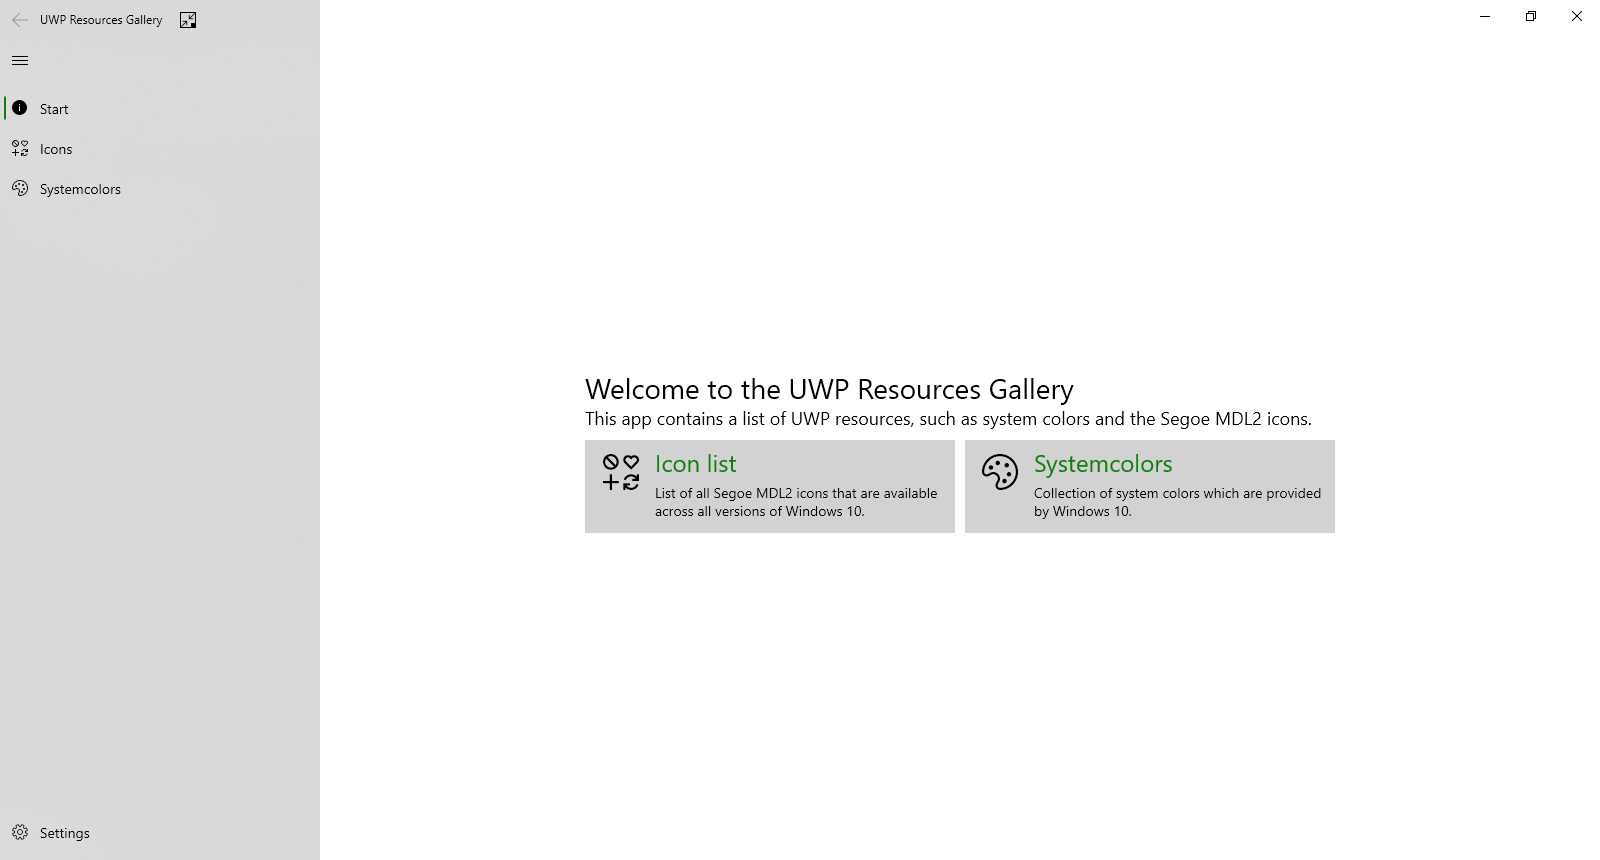 UWP Resources Gallery
Start
Icons
Systemcolors
Settings
Welcome to the UWP Resources Gallery
This app contains a list of UWP resources, such as system colors and the Segoe MDL2 icons.
Icon list
List of all Segoe MDL2 icons that are available
across all versions of Windows 10.
Systemcolors
Collection of system colors which are provided
by Windows 10.